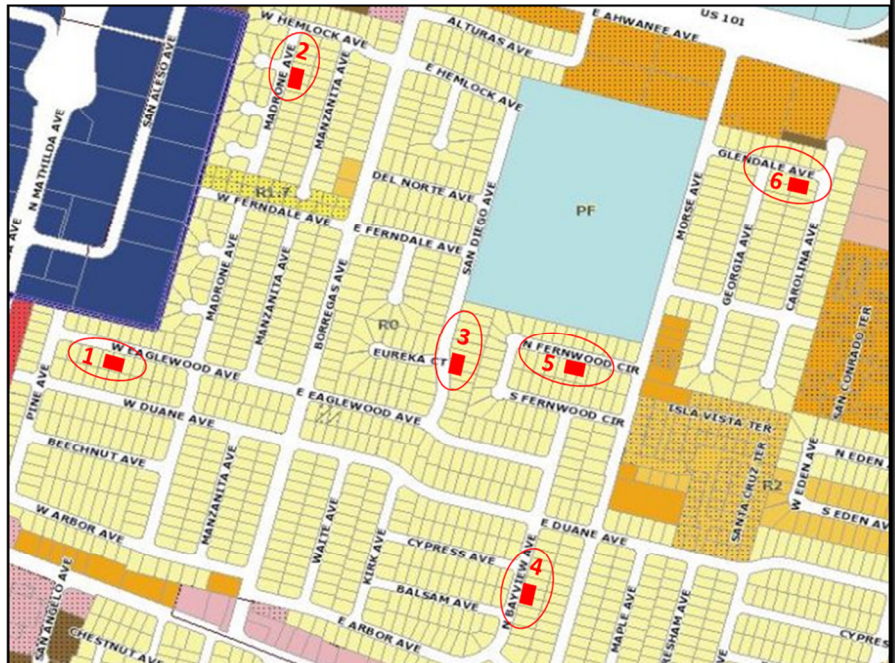 US 101
E AHWANEE AVE
W HEMLOCK AVE
ALTURAS AVE
E HEMLOCK AVE
SAN ALESO AVE
N MATHILDA AVE
MADRONE AVE
2
MANZANITA AVE
GLENDALE AVE
6
R1.7
DEL NORTE AVE
SAN DIEGO AVE
PF
MORSE AVE
W FERNDALE AVE
E FERNDALE AVE
GEORGIA AVE
CAROLINA AVE
MADRONE AVE
MANZANITA AVE
BORREGAS AVE
R0
SAN CONRADO TER
1
W EAGLEWOOD AVE
EUREKA CT
3
N FERNWOOD CIR
5
PINE AVE
W DUANE AVE
E EAGLEWOOD AVE
S FERNWOOD CIR
ISLA VISTA TER
BEECHNUT AVE
MANZANITA AVE
SANTA CRUZ TER
R2
W EDEN AVE
N EDEN
S EDEN AV
W ARBOR AVE
WAITE AVE
KIRK AVE
E DUANE AVE
CYPRESS AVE
N BAYVIEW AVE
4
BALSAM AVE
E ARBOR AVE
MAPLE AVE
RESHAM AVE
CYPRES
SAN ANGELO AVE
CHESTNUT AVE